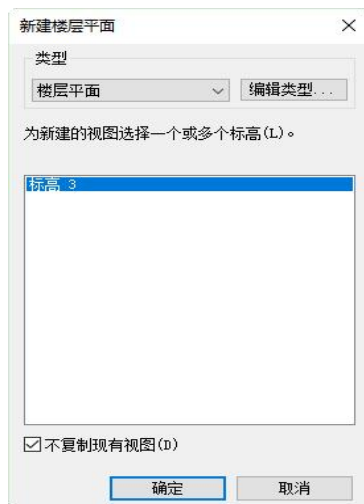 新建楼层平面
类型
楼层平面
编辑类型...
为新建的视图选择一个或多个标高(L)。
标高 3
不复制现有视图(D)
确定
取消